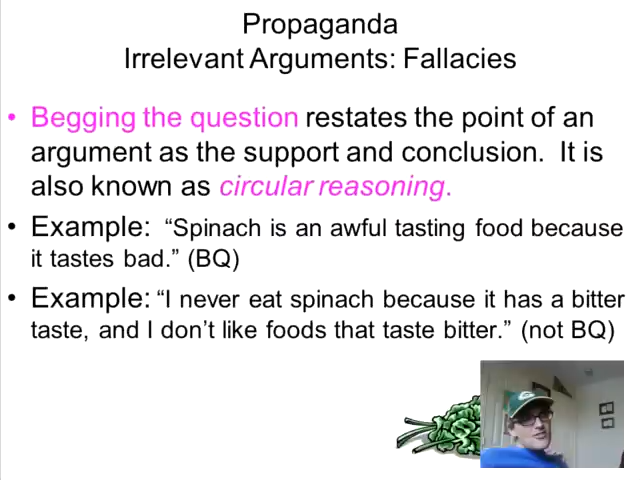 Propaganda
Irrelevant Arguments: Fallacies
• Begging the question restates the point of an
argument as the support and conclusion. It is
also known as circular reasoning.
• Example: “Spinach is an awful tasting food because
it tastes bad.” (BQ)
• Example: “I never eat spinach because it has a bitter
taste, and I don’t like foods that taste bitter.” (not BQ)